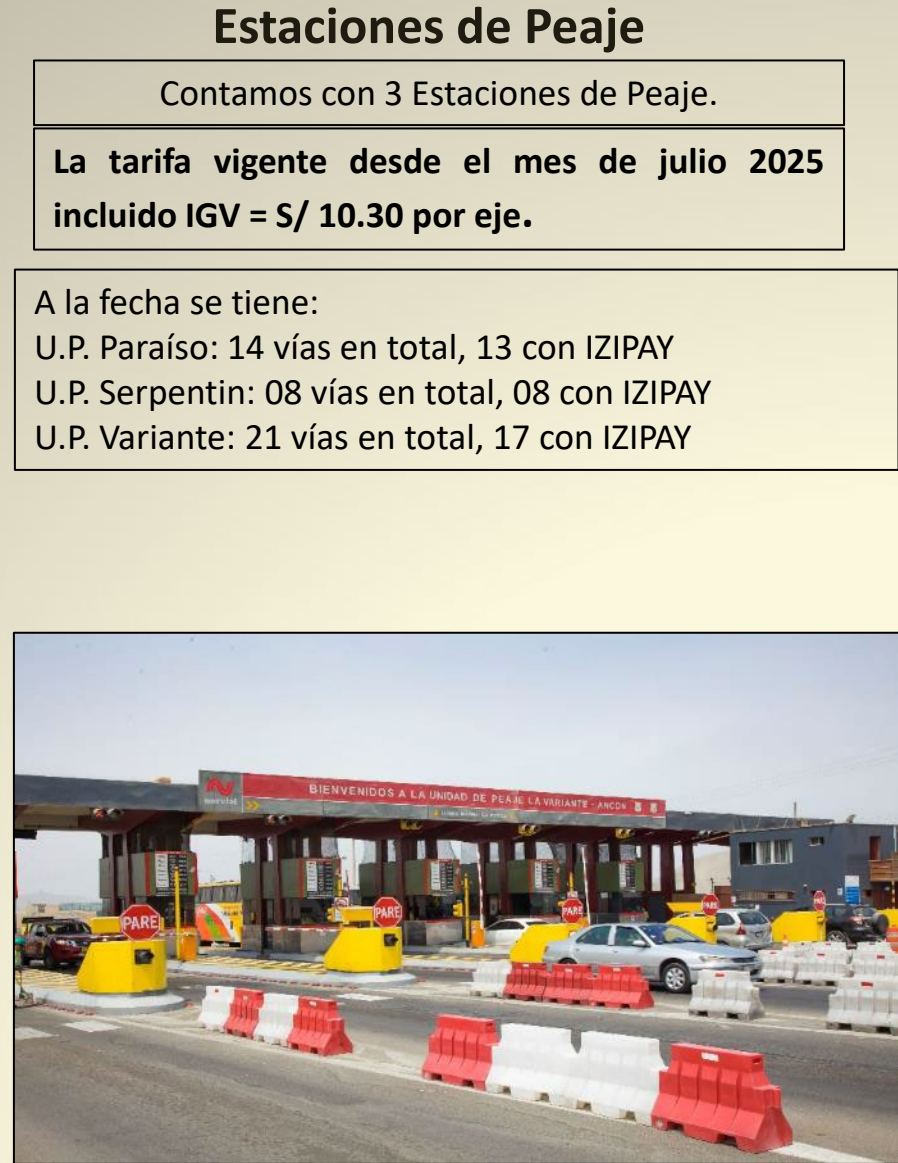 Estaciones de Peaje
Contamos con 3 Estaciones de Peaje.
La tarifa vigente desde el mes de julio 2025
incluido IGV = S/ 10.30 por eje.
A la fecha se tiene:
U.P. Paraíso: 14 vías en total, 13 con IZIPAY
U.P. Serpentin: 08 vías en total, 08 con IZIPAY
U.P. Variante: 21 vías en total, 17 con IZIPAY
norvial
BIENVENIDOS A LA UNIDAD DE PEAJE LA VARIANTE - ANCÓN
PARE
PARE
PARE
PARE
PARE